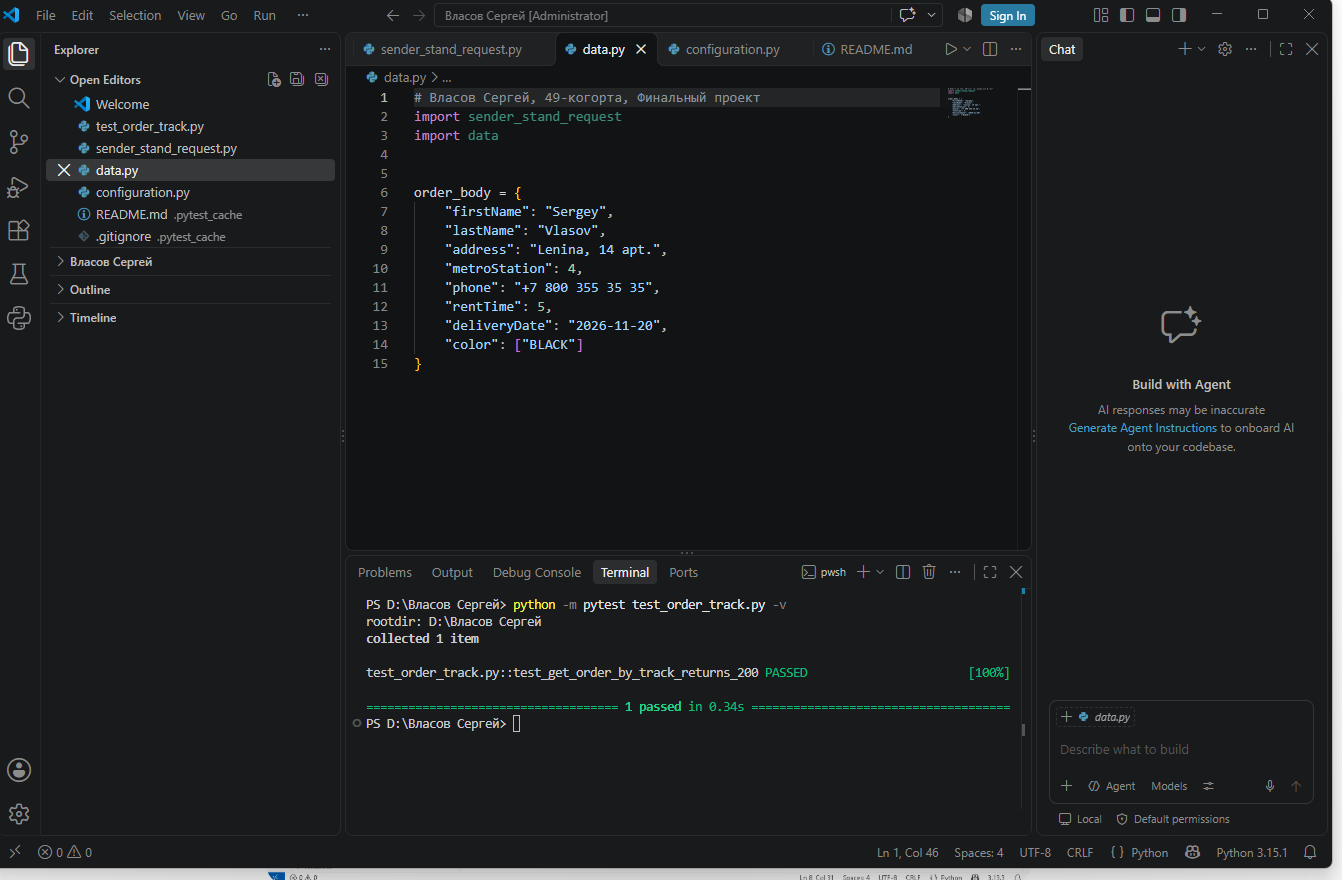 File Edit Selection View Go Run ···
Власов Сергей [Administrator]
Sign In
Explorer
Open Editors
Welcome
test_order_track.py
sender_stand_request.py
data.py
configuration.py
README.md .pytest_cache
.gitignore .pytest_cache
Власов Сергей
Outline
Timeline
sender_stand_request.py data.py configuration.py README.md
data.py > ...
1 # Власов Сергей, 49-когорта, Финальный проект
2 import sender_stand_request
3 import data
4
5
6 order_body = {
7 "firstName": "Sergey",
8 "lastName": "Vlasov",
9 "address": "Lenina, 14 apt.",
10 "metroStation": 4,
11 "phone": "+7 800 355 35 35",
12 "rentTime": 5,
13 "deliveryDate": "2026-11-20",
14 "color": ["BLACK"]
15 }
Problems Output Debug Console Terminal Ports
pwsh
PS D:\Власов Сергей> python -m pytest test_order_track.py -v
rootdir: D:\Власов Сергей
collected 1 item
test_order_track.py::test_get_order_by_track_returns_200 PASSED [100%]
==================================== 1 passed in 0.34s =====================================
PS D:\Власов Сергей>
Chat
Build with Agent
AI responses may be inaccurate
Generate Agent Instructions to onboard AI
onto your codebase.
data.py
Describe what to build
Agent Models
Local Default permissions
0 0
Ln 1, Col 46 Spaces: 4 UTF-8 CRLF { } Python Python 3.15.1